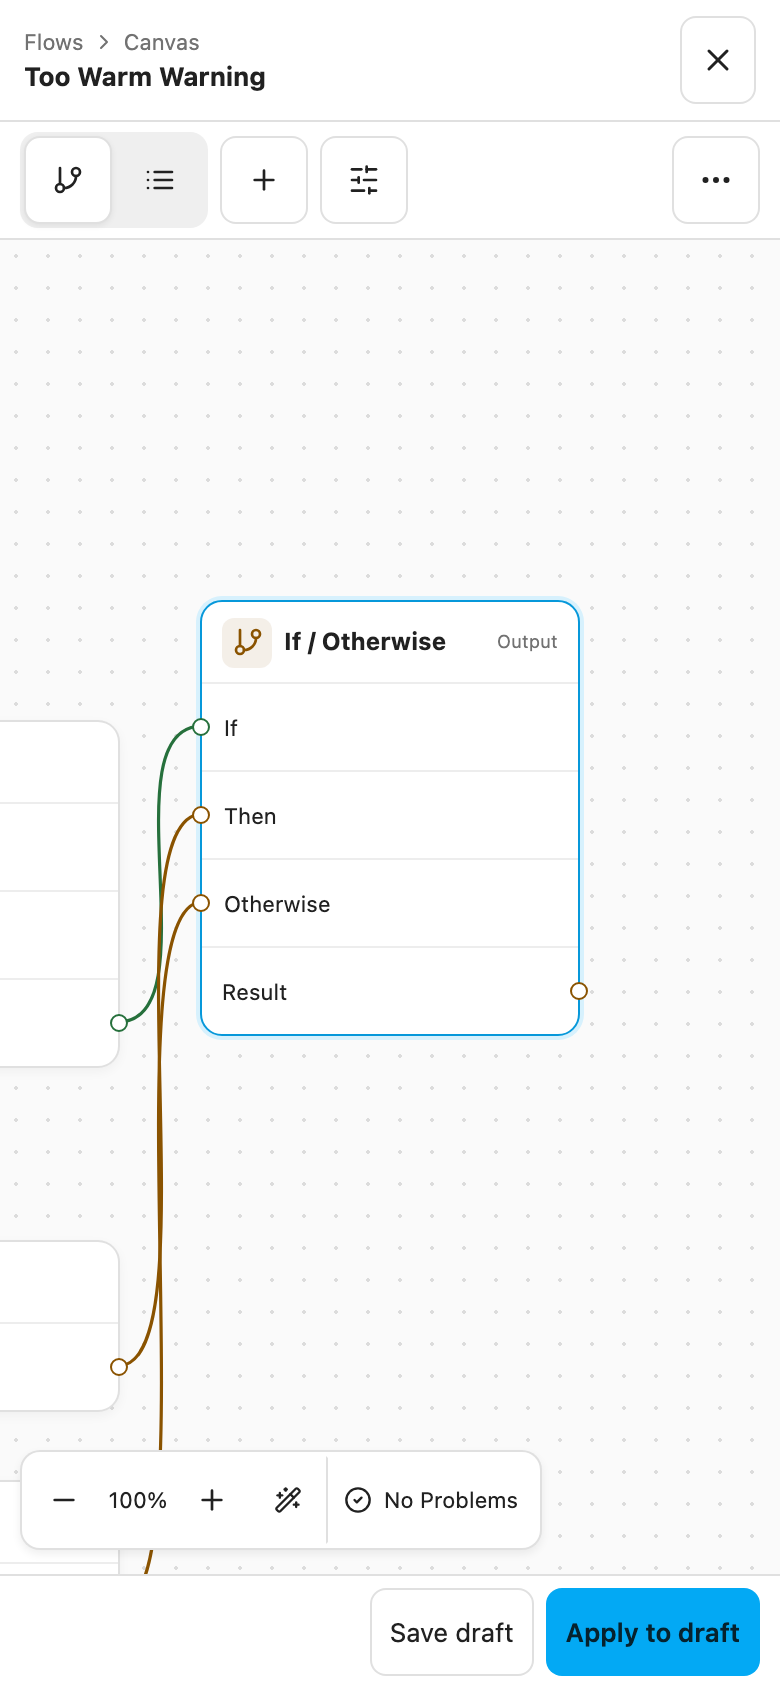 Flows > Canvas
Too Warm Warning
If / Otherwise Output
If
Then
Otherwise
Result
100% No Problems
Save draft Apply to draft